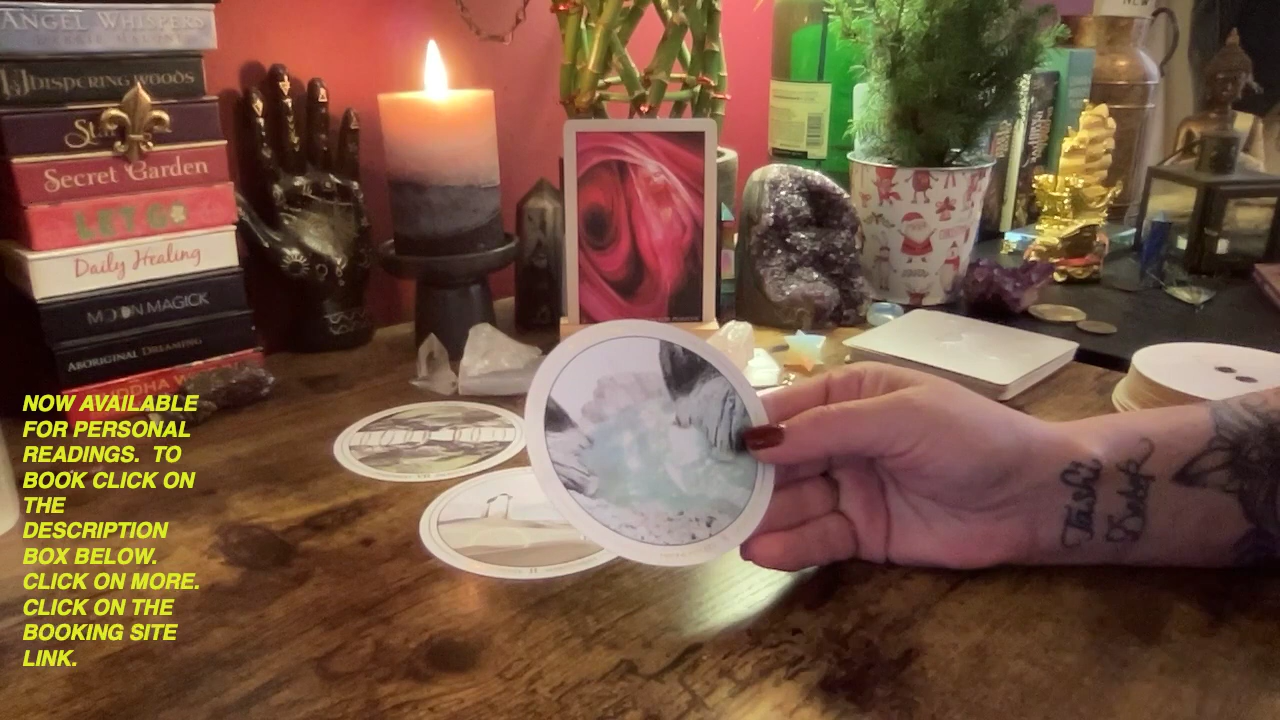 ANGEL WHISPERS
WHISPERING WOODS
Secret Garden
LET GO
Daily Healing
MOON MAGICK
ABORIGINAL DREAMING
BUDDHA
NOW AVAILABLE
FOR PERSONAL
READINGS. TO
BOOK CLICK ON
THE
DESCRIPTION
BOX BELOW.
CLICK ON MORE.
CLICK ON THE
BOOKING SITE
LINK.